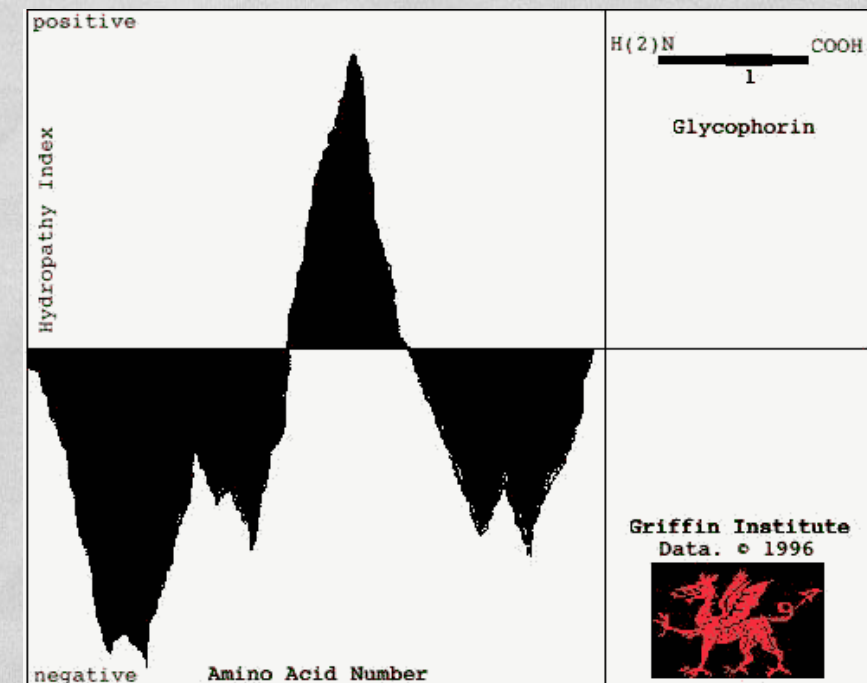 positive
Hydropathy Index
negative
Amino Acid Number
H(2)N
COOH
1
Glycophorin
Griffin Institute
Data. © 1996